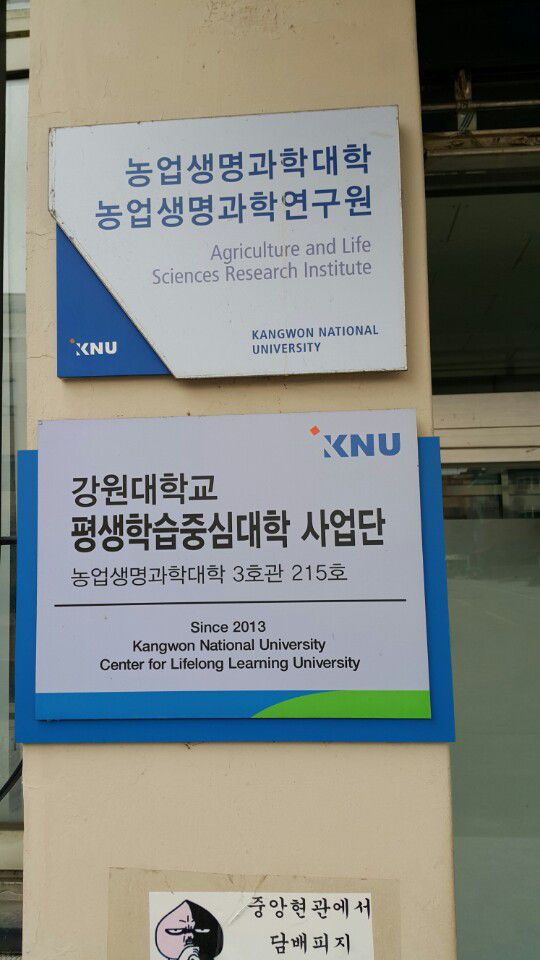 농업생명과학대학
농업생명과학연구원
Agriculture and Life
Sciences Research Institute
KNU
KANGWON NATIONAL
UNIVERSITY
KNU
강원대학교
평생학습중심대학 사업단
농업생명과학대학 3호관 215호
Since 2013
Kangwon National University
Center for Lifelong Learning University
중앙현관에서
담배피지